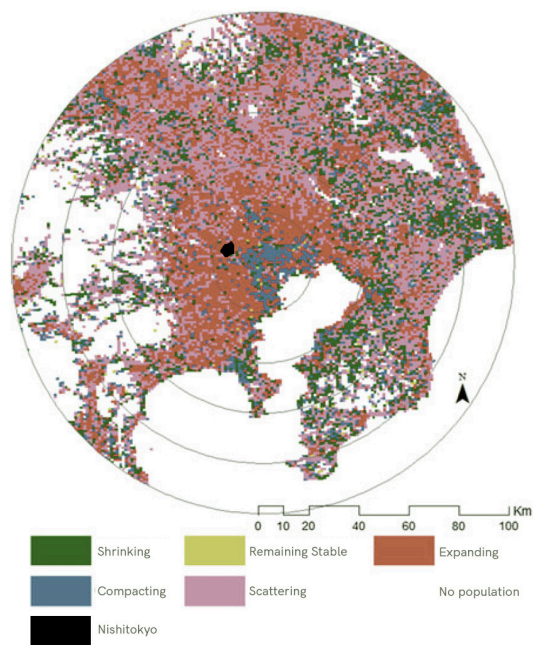 N
Km
0 10 20 40 60 80 100
Shrinking Remaining Stable Expanding
Compacting Scattering No population
Nishitokyo